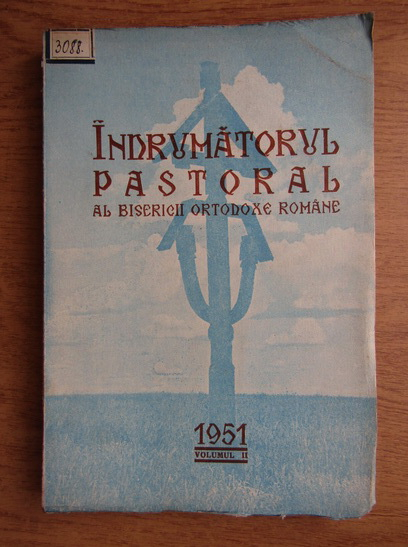 3088.
ÎNDRUMĂTORUL
PASTORAL
AL BISERICII ORTODOXE ROMÂNE
1951
VOLUMUL II